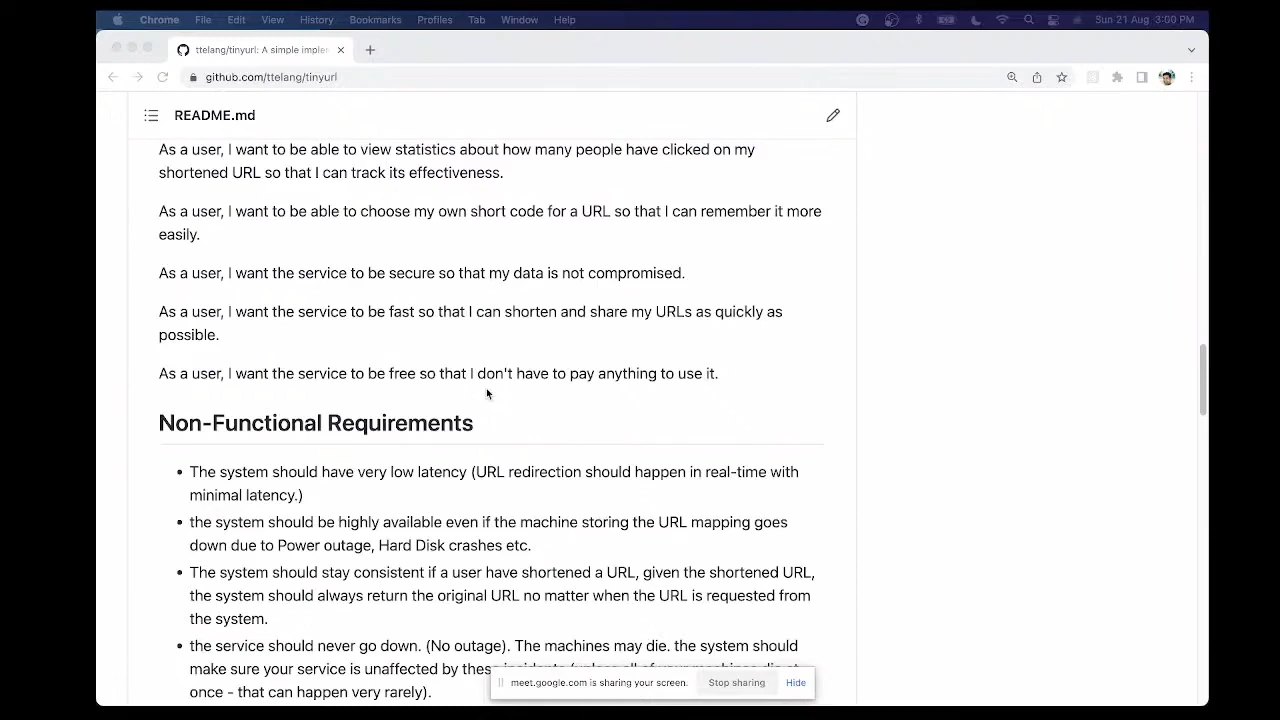 Chrome File Edit View History Bookmarks Profiles Tab Window Help Sun 21 Aug 3:00 PM
ttelang/tinyurl: A simple imple
github.com/ttelang/tinyurl
README.md
As a user, I want to be able to view statistics about how many people have clicked on my
shortened URL so that I can track its effectiveness.
As a user, I want to be able to choose my own short code for a URL so that I can remember it more
easily.
As a user, I want the service to be secure so that my data is not compromised.
As a user, I want the service to be fast so that I can shorten and share my URLs as quickly as
possible.
As a user, I want the service to be free so that I don't have to pay anything to use it.
Non-Functional Requirements
• The system should have very low latency (URL redirection should happen in real-time with
minimal latency.)
• the system should be highly available even if the machine storing the URL mapping goes
down due to Power outage, Hard Disk crashes etc.
• The system should stay consistent if a user have shortened a URL, given the shortened URL,
the system should always return the original URL no matter when the URL is requested from
the system.
• the service should never go down. (No outage). The machines may die. the system should
make sure your service is unaffected by these
once - that can happen very rarely).
meet.google.com is sharing your screen. Stop sharing Hide